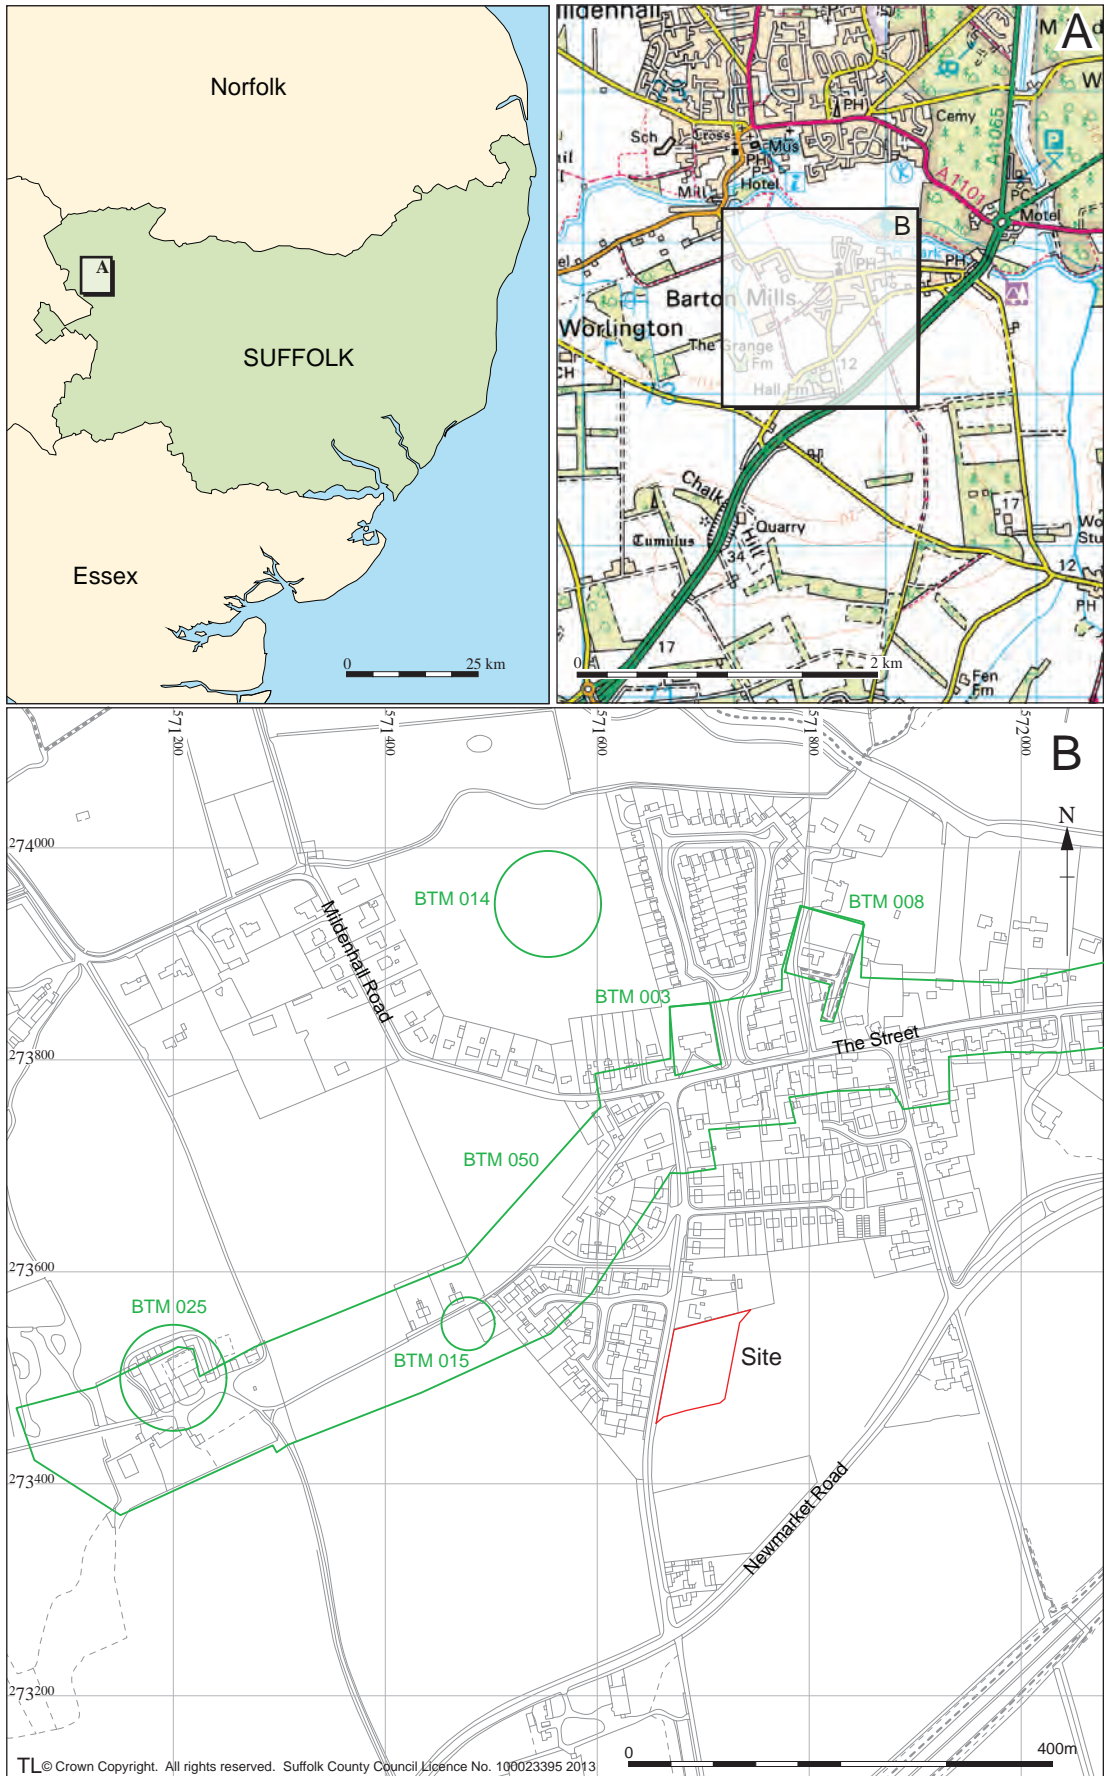 Norfolk
A
SUFFOLK
Essex
0 25 km
A
Mildenhall
PH
Cemy
Sch
Cross
Mus
PH
P
Hotel
Mill
A1065
A1101
P
PC
Motel
B
PH
PH
Barton Mills
Worlington
The Grange
Fm
12
Hall Fm
CH
Chalk
Hill
Quarry
Tumulus
34
17
17
12
PH
Fen
Fm
0 2 km
B
571200
571400
571600
571800
572000
N
274000
BTM 014
BTM 008
Mildenhall Road
BTM 003
The Street
273800
BTM 050
273600
BTM 025
BTM 015
Site
273400
Newmarket Road
273200
0 400m
TL © Crown Copyright. All rights reserved. Suffolk County Council Licence No. 100023395 2013